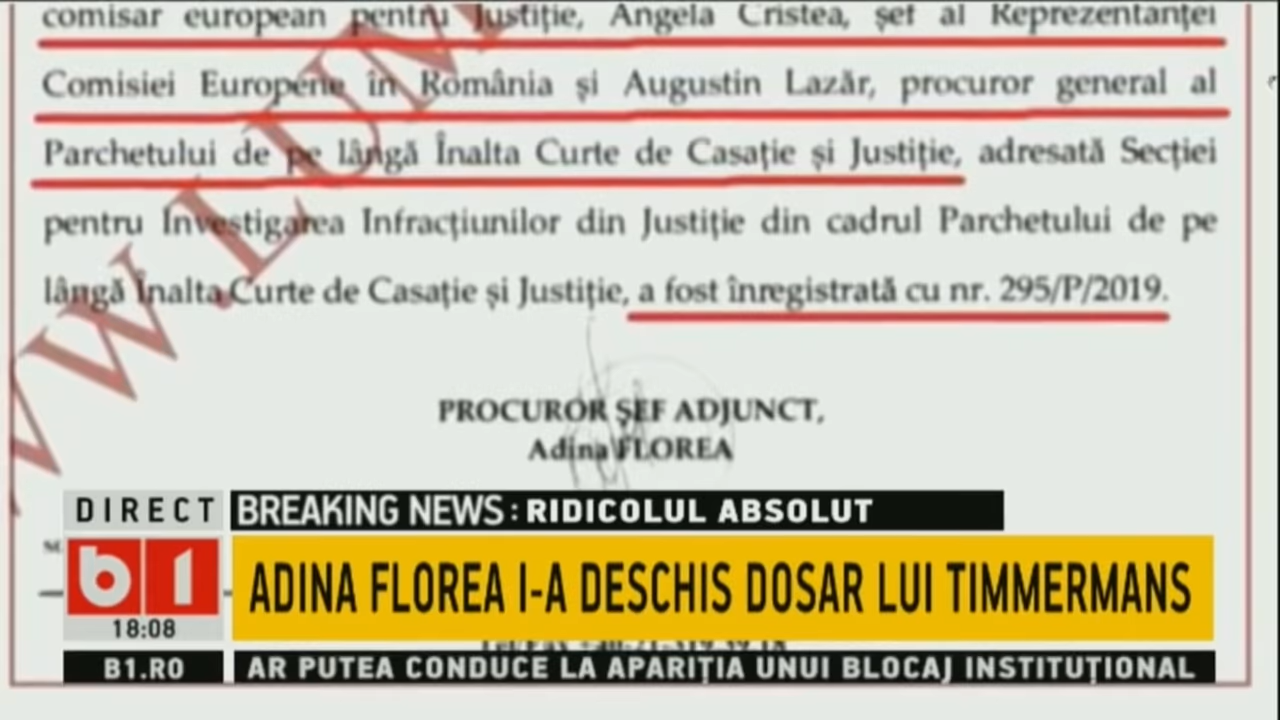 comisar european pentru Justiție, Angela Cristea, șef al Reprezentanței
Comisiei Europene în România și Augustin Lazăr, procuror general al
Parchetului de pe lângă Înalta Curte de Casație și Justiție, adresată Secției
pentru Investigarea Infracțiunilor din Justiție din cadrul Parchetului de pe
lângă Înalta Curte de Casație și Justiție, a fost înregistrată cu nr. 295/P/2019.
PROCUROR ȘEF ADJUNCT,
Adina FLOREA
DIRECT
BREAKING NEWS: RIDICOLUL ABSOLUT
b1
ADINA FLOREA I-A DESCHIS DOSAR LUI TIMMERMANS
18:08
B1.RO
AR PUTEA CONDUCE LA APARIȚIA UNUI BLOCAJ INSTITUȚIONAL